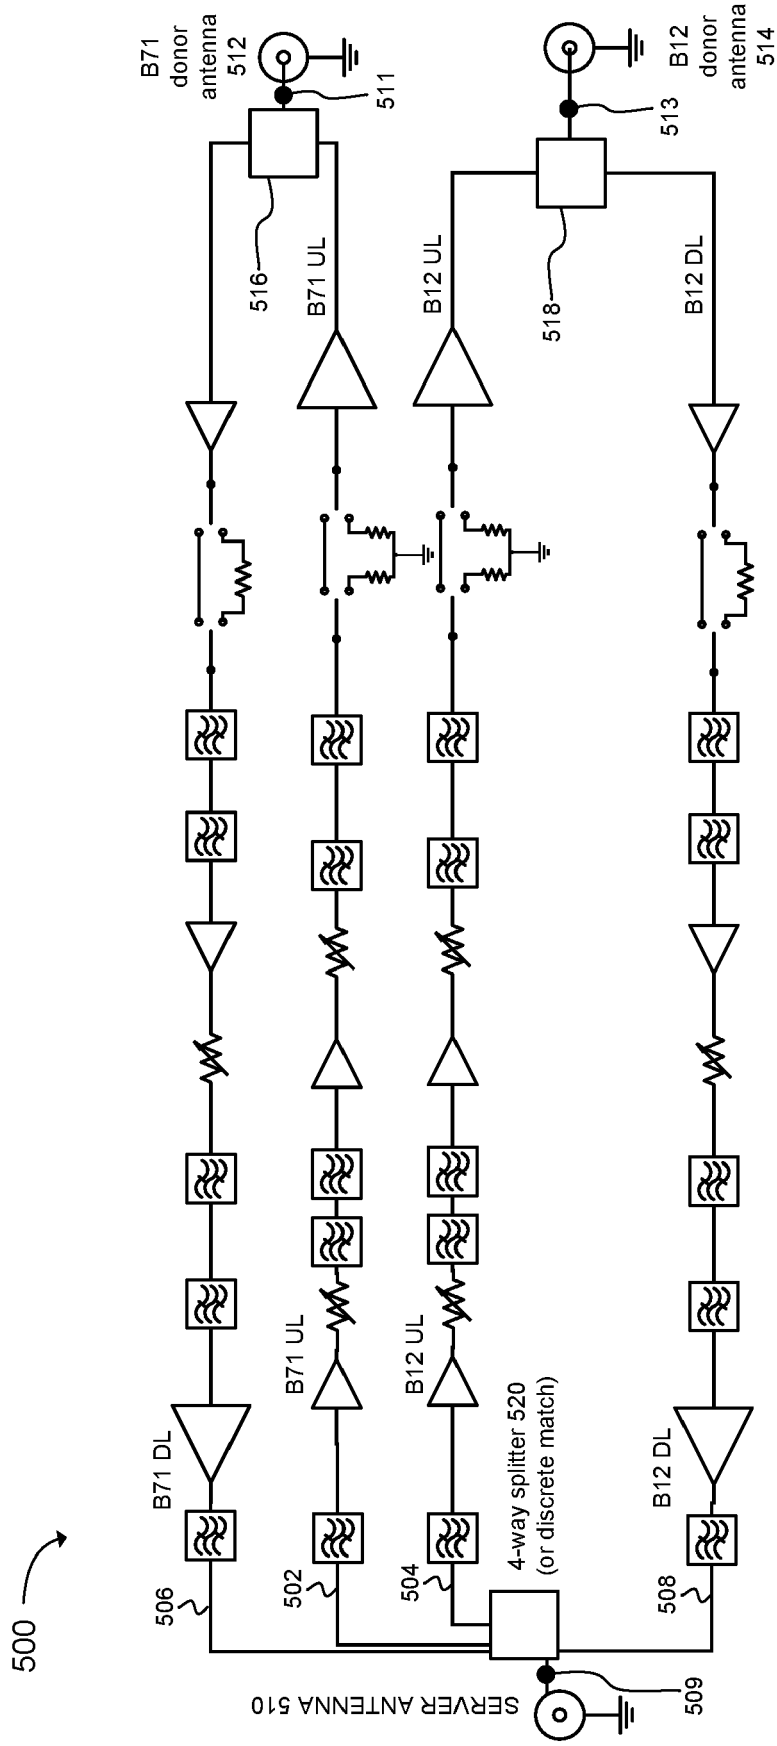 500
B71
donor
antenna
512
511
516
B71 UL
B12
donor
antenna
514
513
518
B12 UL
B12 DL
B71 DL
506
B71 UL
502
B12 UL
504
4-way splitter 520
(or discrete match)
B12 DL
508
SERVER ANTENNA 510
509